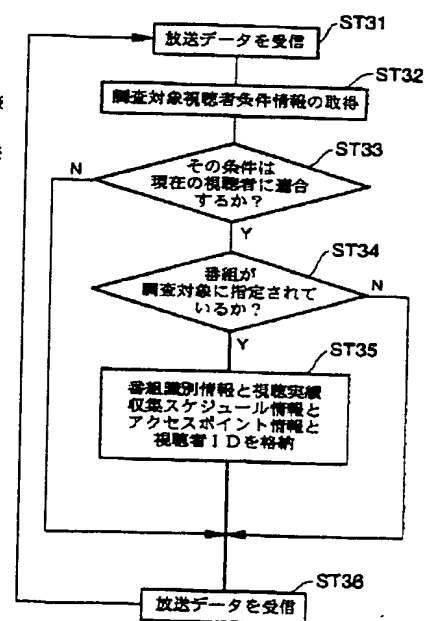 ST31
放送データを受信
ST32
調査対象視聴者条件情報の取得
ST33
その条件は
現在の視聴者に適合
するか？
N
Y
ST34
番組が
調査対象に指定されて
いるか？
N
Y
ST35
番組識別情報と視聴実績
収集スケジュール情報と
アクセスポイント情報と
視聴者IDを格納
ST36
放送データを受信